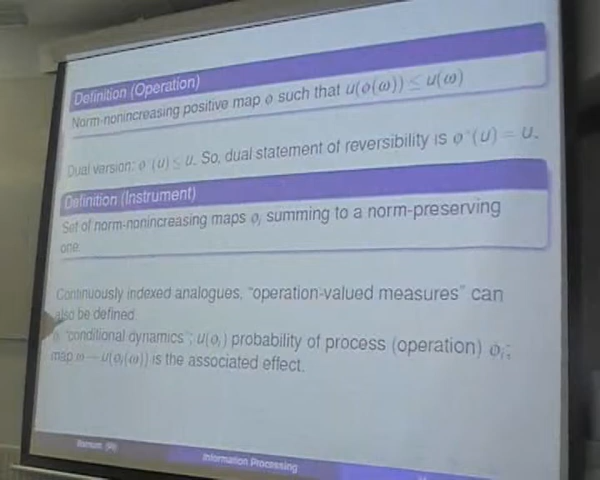 Definition (Operation)
Norm-nonincreasing positive map ϕ such that u(ϕ(ω)) ≤ u(ω)
Dual version: ϕ*(u) ≤ u. So, dual statement of reversibility is ϕ*(u) = u.
Definition (Instrument)
Set of norm-nonincreasing maps ϕᵢ summing to a norm-preserving
one.
Continuously indexed analogues, "operation-valued measures" can
also be defined.
"conditional dynamics"; u(ϕᵢ) probability of process (operation) ϕᵢ;
map ω ↦ u(ϕᵢ(ω)) is the associated effect.
Barnum (PI)
Information Processing